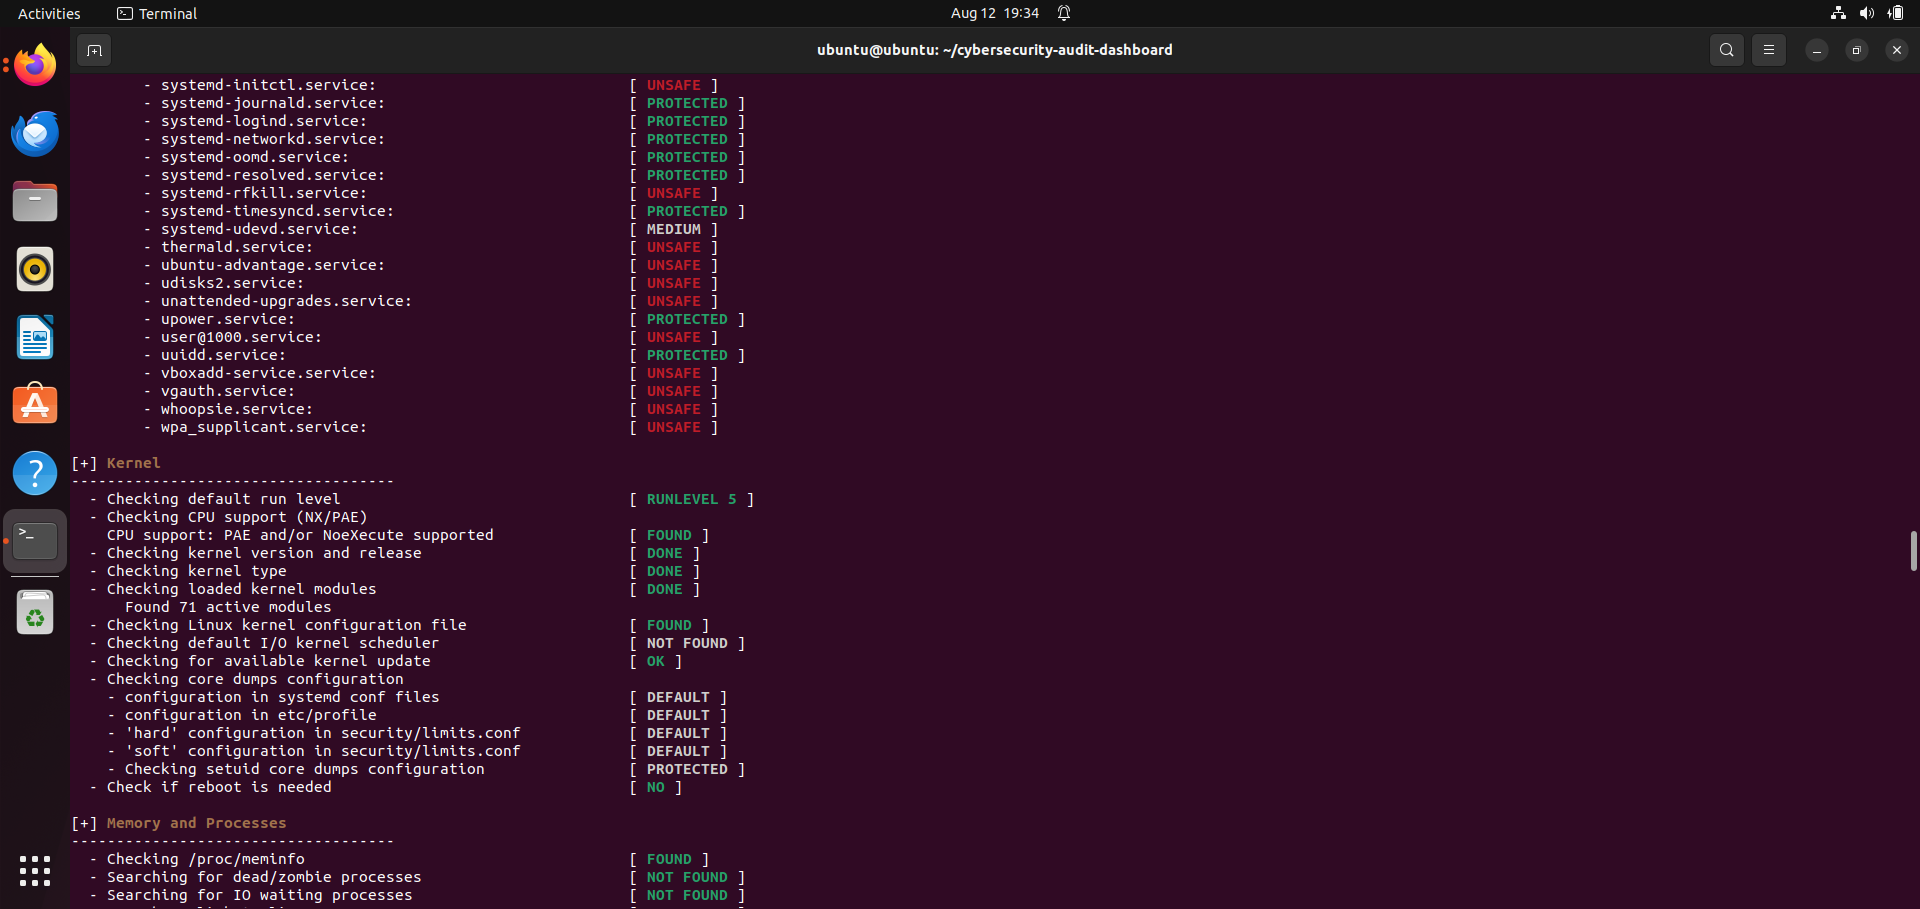 Activities Terminal Aug 12 19:34
ubuntu@ubuntu: ~/cybersecurity-audit-dashboard
- systemd-initctl.service: [ UNSAFE ]
- systemd-journald.service: [ PROTECTED ]
- systemd-logind.service: [ PROTECTED ]
- systemd-networkd.service: [ PROTECTED ]
- systemd-oomd.service: [ PROTECTED ]
- systemd-resolved.service: [ PROTECTED ]
- systemd-rfkill.service: [ UNSAFE ]
- systemd-timesyncd.service: [ PROTECTED ]
- systemd-udevd.service: [ MEDIUM ]
- thermald.service: [ UNSAFE ]
- ubuntu-advantage.service: [ UNSAFE ]
- udisks2.service: [ UNSAFE ]
- unattended-upgrades.service: [ UNSAFE ]
- upower.service: [ PROTECTED ]
- user@1000.service: [ UNSAFE ]
- uuidd.service: [ PROTECTED ]
- vboxadd-service.service: [ UNSAFE ]
- vgauth.service: [ UNSAFE ]
- whoopsie.service: [ UNSAFE ]
- wpa_supplicant.service: [ UNSAFE ]
[+] Kernel
------------------------------------
- Checking default run level [ RUNLEVEL 5 ]
- Checking CPU support (NX/PAE)
CPU support: PAE and/or NoeXecute supported [ FOUND ]
- Checking kernel version and release [ DONE ]
- Checking kernel type [ DONE ]
- Checking loaded kernel modules [ DONE ]
Found 71 active modules
- Checking Linux kernel configuration file [ FOUND ]
- Checking default I/O kernel scheduler [ NOT FOUND ]
- Checking for available kernel update [ OK ]
- Checking core dumps configuration
- configuration in systemd conf files [ DEFAULT ]
- configuration in etc/profile [ DEFAULT ]
- 'hard' configuration in security/limits.conf [ DEFAULT ]
- 'soft' configuration in security/limits.conf [ DEFAULT ]
- Checking setuid core dumps configuration [ PROTECTED ]
- Check if reboot is needed [ NO ]
[+] Memory and Processes
------------------------------------
- Checking /proc/meminfo [ FOUND ]
- Searching for dead/zombie processes [ NOT FOUND ]
- Searching for IO waiting processes [ NOT FOUND ]